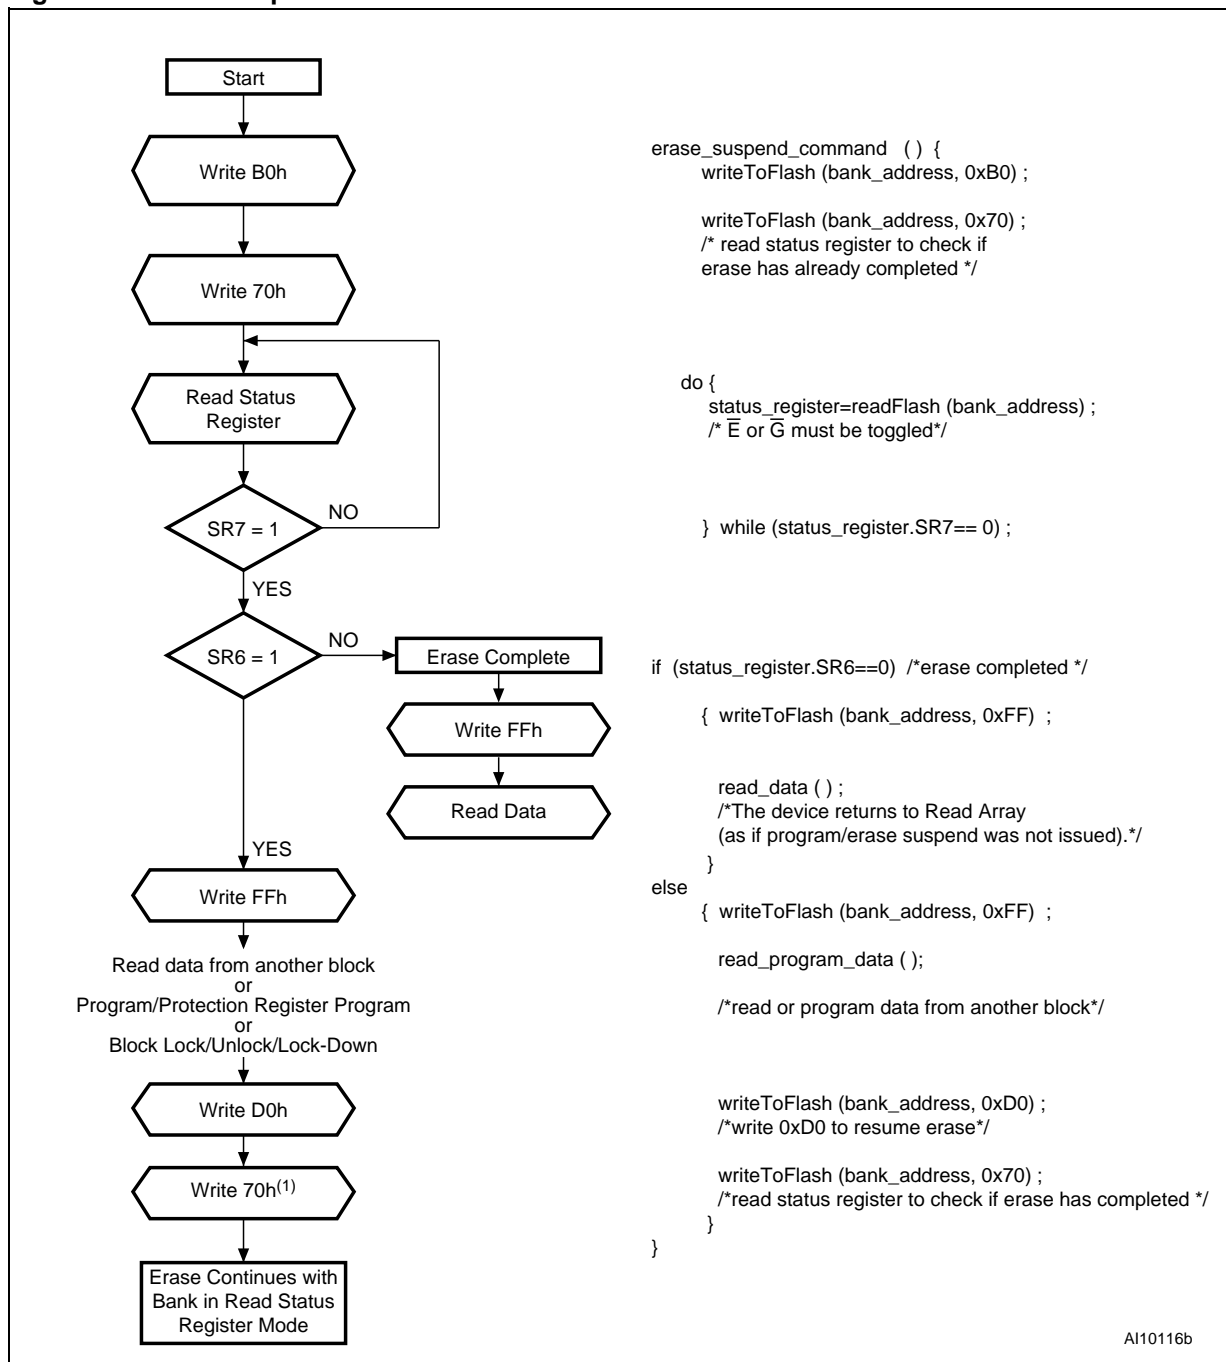 Start
Write B0h
Write 70h
Read Status
Register
SR7 = 1
NO
YES
SR6 = 1
NO
Erase Complete
Write FFh
Read Data
YES
Write FFh
Read data from another block
or
Program/Protection Register Program
or
Block Lock/Unlock/Lock-Down
Write D0h
Write 70h(1)
Erase Continues with
Bank in Read Status
Register Mode
erase_suspend_command ( ) {
writeToFlash (bank_address, 0xB0) ;
writeToFlash (bank_address, 0x70) ;
/* read status register to check if
erase has already completed */
do {
status_register=readFlash (bank_address) ;
/* E̅ or G̅ must be toggled*/
} while (status_register.SR7== 0) ;
if (status_register.SR6==0) /*erase completed */
{ writeToFlash (bank_address, 0xFF) ;
read_data ( ) ;
/*The device returns to Read Array
(as if program/erase suspend was not issued).*/
}
else
{ writeToFlash (bank_address, 0xFF) ;
read_program_data ( );
/*read or program data from another block*/
writeToFlash (bank_address, 0xD0) ;
/*write 0xD0 to resume erase*/
writeToFlash (bank_address, 0x70) ;
/*read status register to check if erase has completed */
}
}
AI10116b